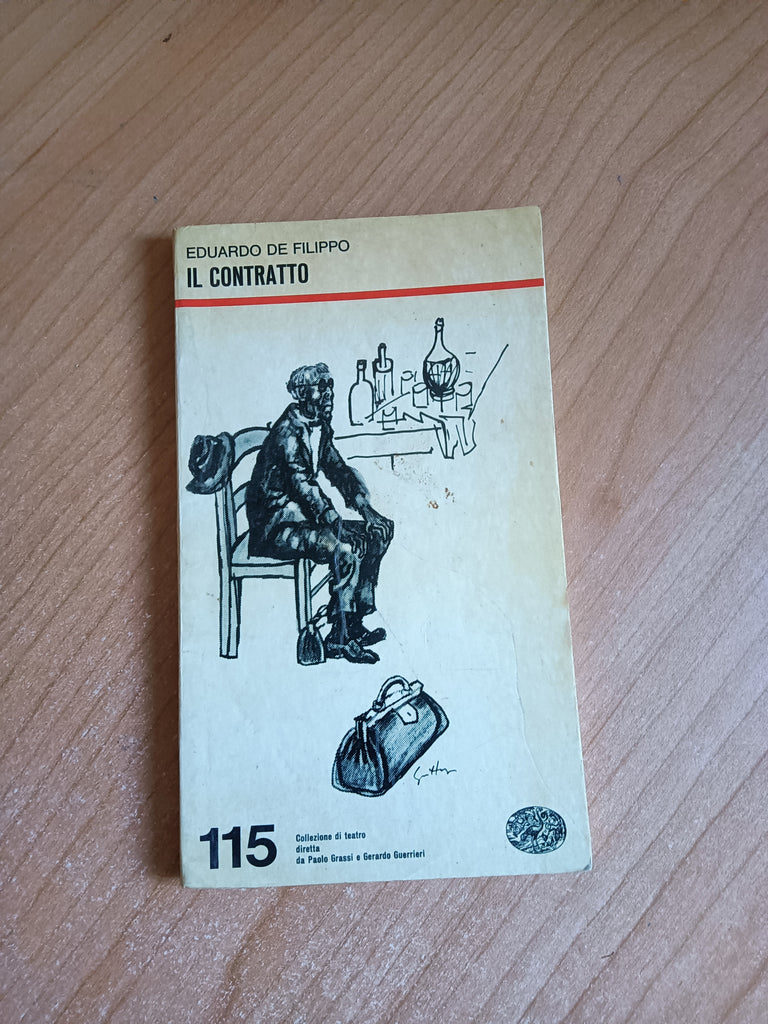 EDUARDO DE FILIPPO
IL CONTRATTO
115
Collezione di teatro
diretta
da Paolo Grassi e Gerardo Guerrieri